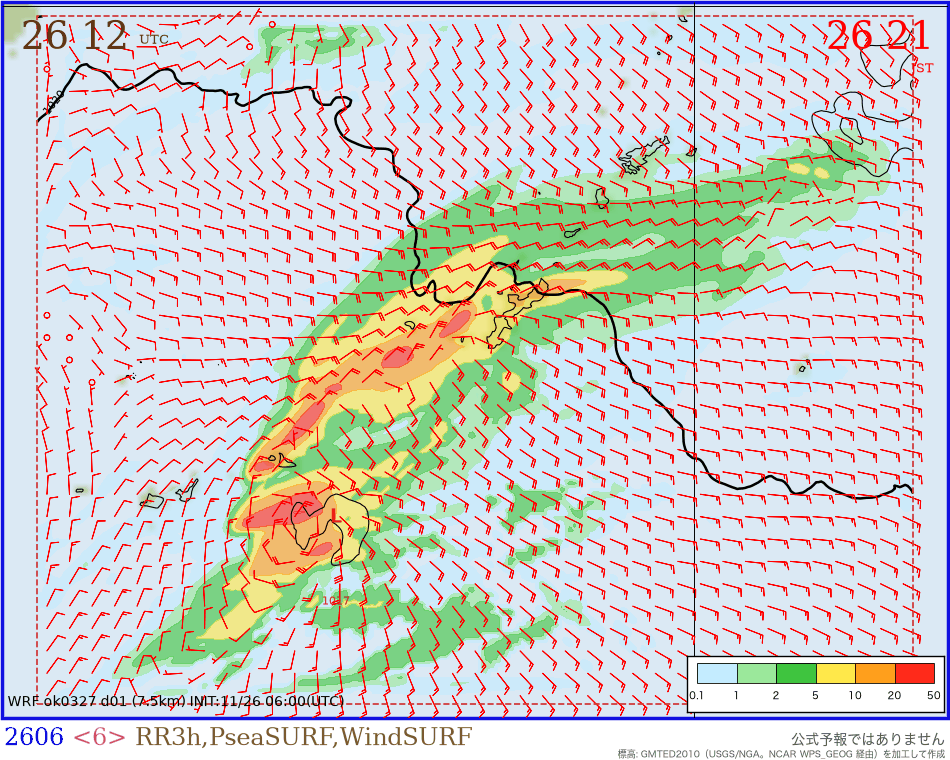 26 12 UTC
26 21
JST
1020
L
1017
WRF ok0327 d01 (7.5km) INIT:11/26 06:00(UTC)
0.1 1 2 5 10 20 50
2606 <6> RR3h,PseaSURF,WindSURF
公式予報ではありません
標高: GMTED2010（USGS/NGA。NCAR WPS_GEOG 経由）を加工して作成